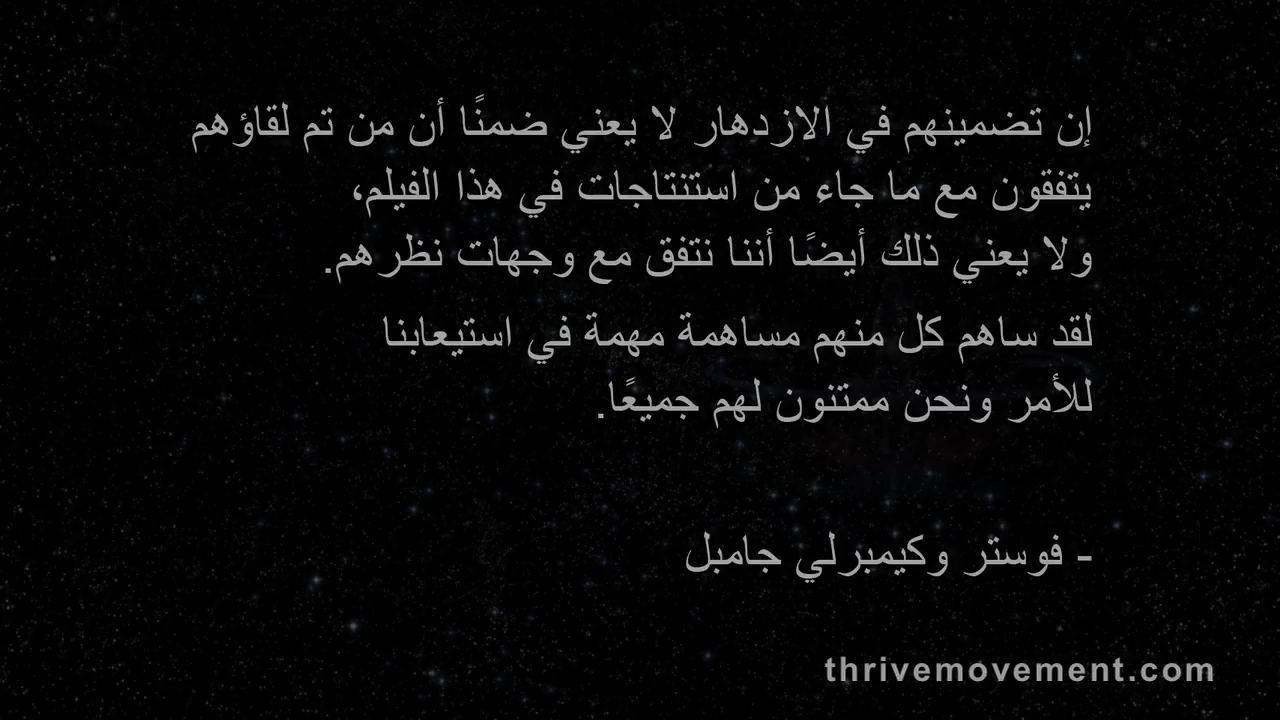 إن تضمينهم في الازدهار لا يعني ضمنًا أن من تم لقاؤهم
يتفقون مع ما جاء من استنتاجات في هذا الفيلم،
ولا يعني ذلك أيضًا أننا نتفق مع وجهات نظرهم.
لقد ساهم كل منهم مساهمة مهمة في استيعابنا
للأمر ونحن ممتنون لهم جميعًا.
- فوستر وكيمبرلي جامبل
thrivemovement.com